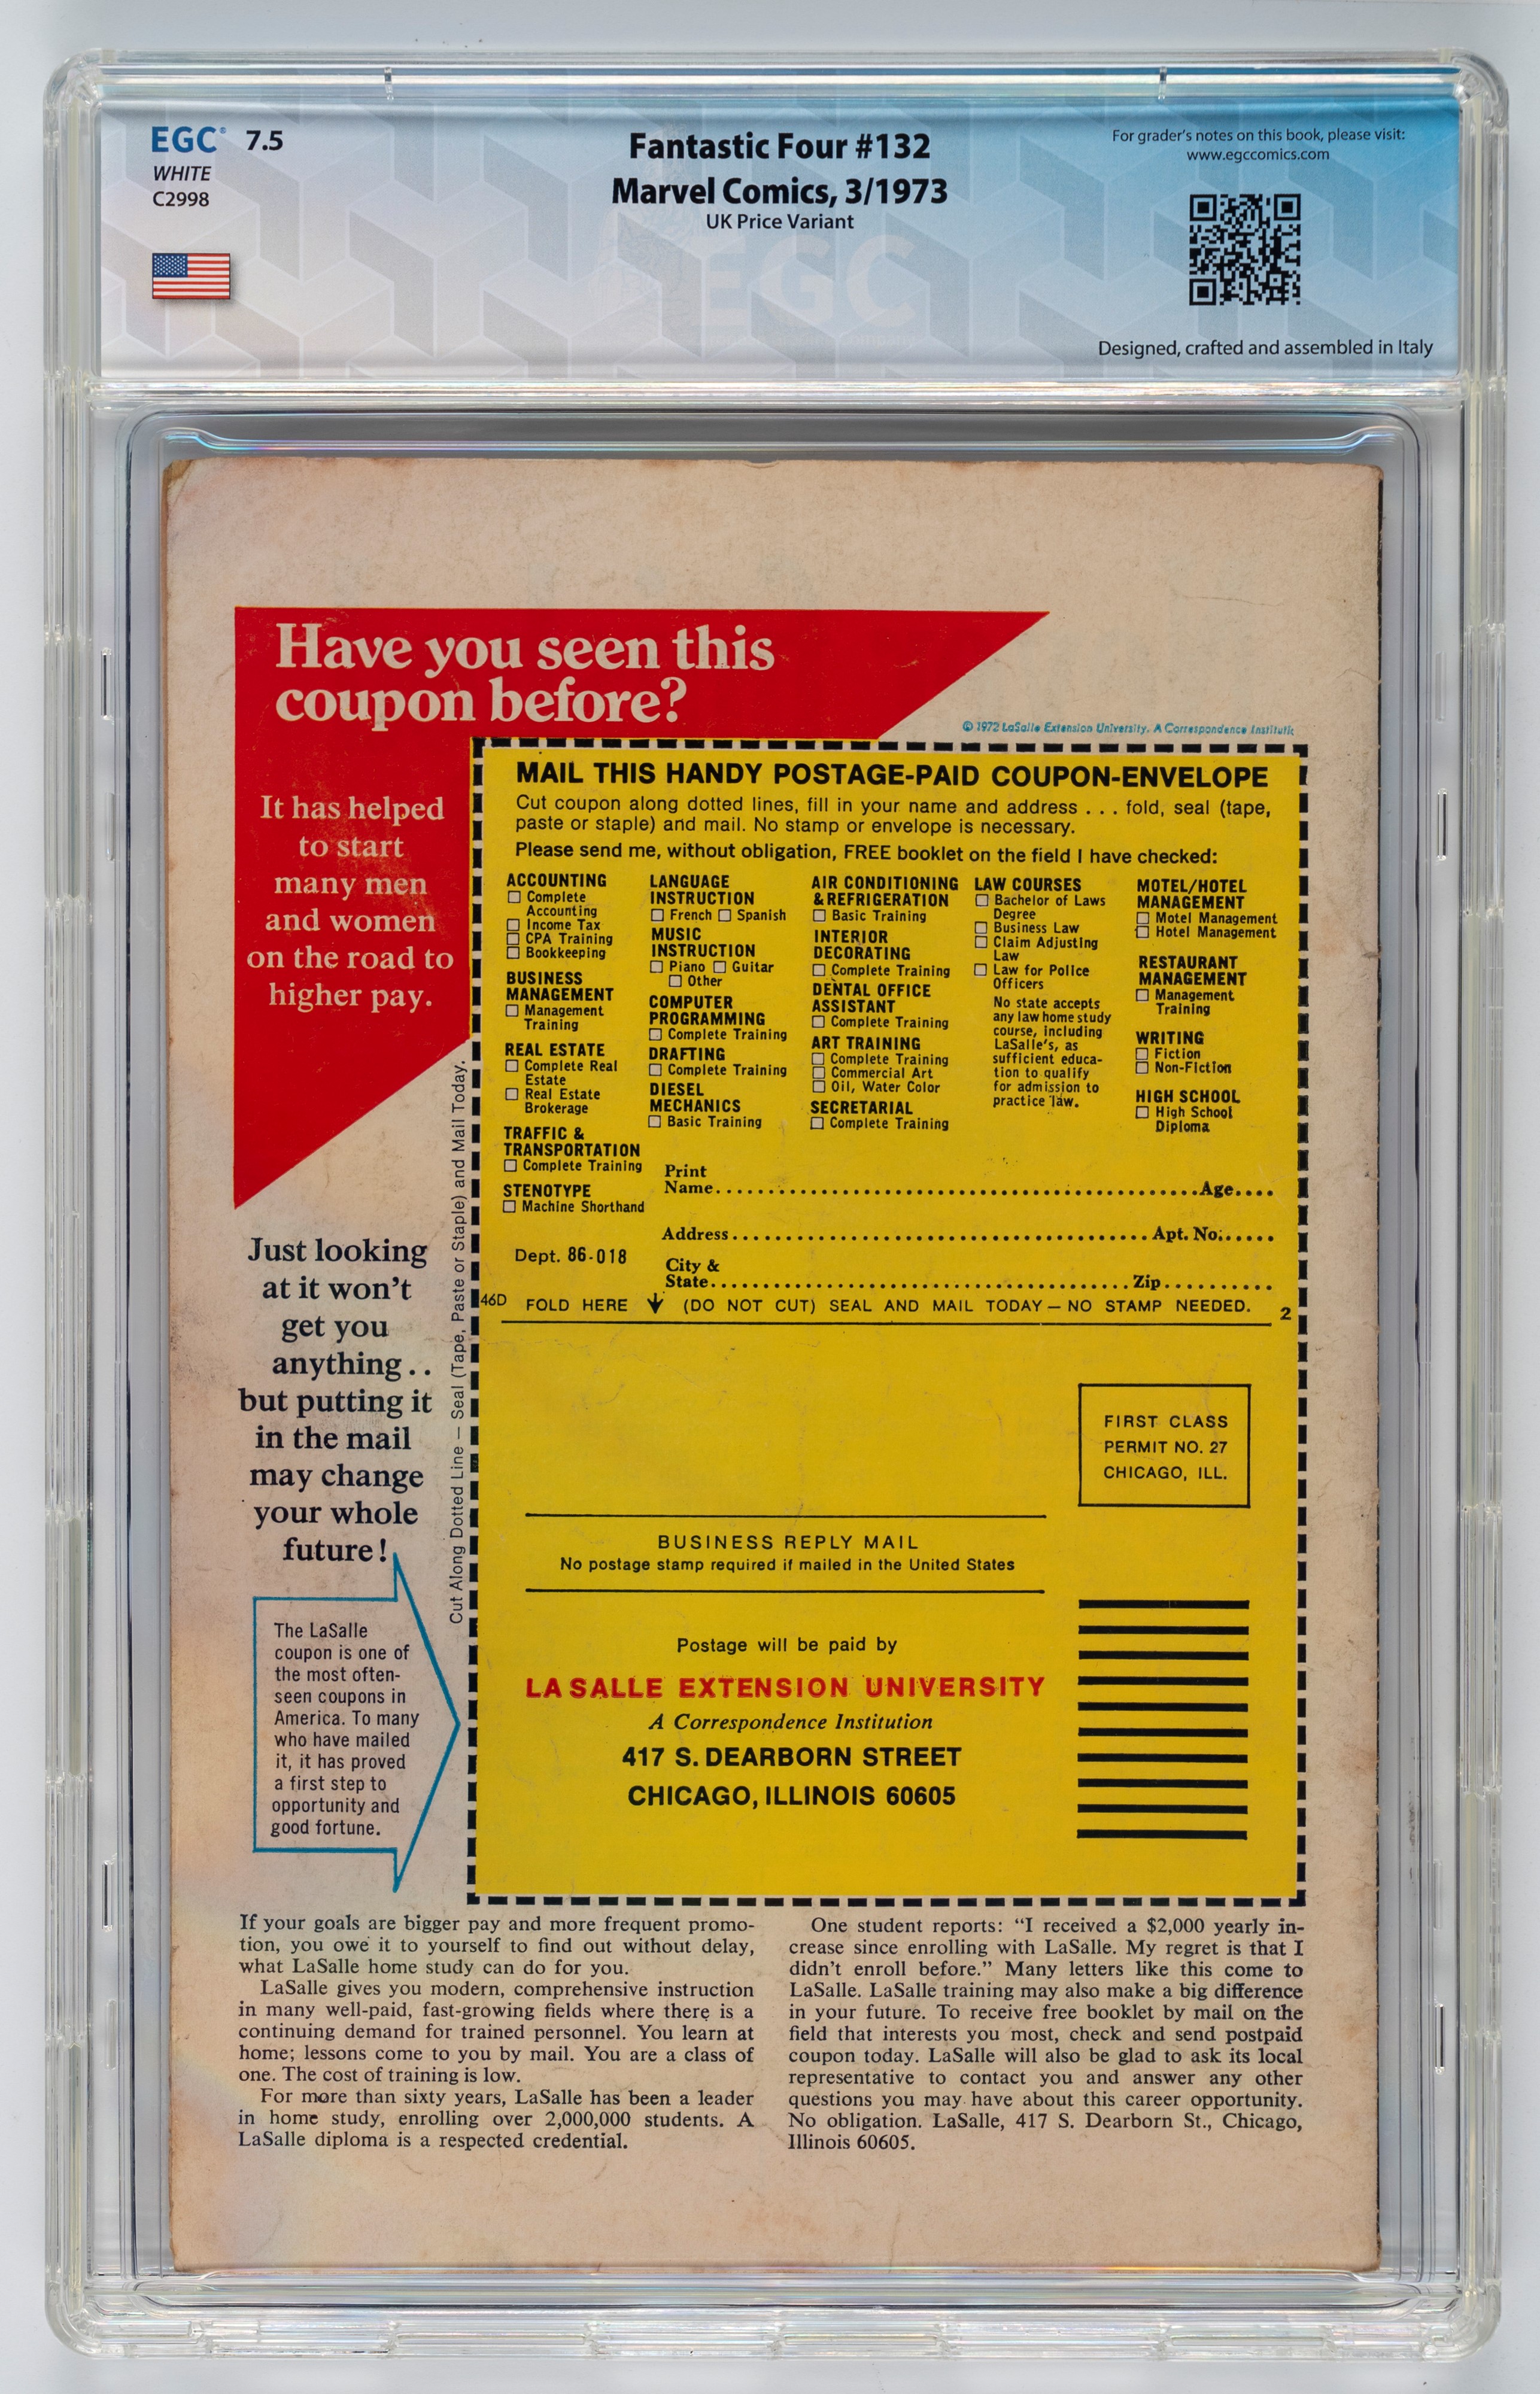 EGC® 7.5
WHITE
C2998
Fantastic Four #132
Marvel Comics, 3/1973
UK Price Variant
For grader's notes on this book, please visit:
www.egccomics.com
Designed, crafted and assembled in Italy
EGC
Have you seen this
coupon before?
It has helped
to start
many men
and women
on the road to
higher pay.
Just looking
at it won't
get you
anything..
but putting it
in the mail
may change
your whole
future!
The LaSalle
coupon is one of
the most often-
seen coupons in
America. To many
who have mailed
it, it has proved
a first step to
opportunity and
good fortune.
Cut Along Dotted Line — Seal (Tape, Paste or Staple) and Mail Today.
© 1972 LaSalle Extension University, A Correspondence Institutic
MAIL THIS HANDY POSTAGE-PAID COUPON-ENVELOPE
Cut coupon along dotted lines, fill in your name and address . . . fold, seal (tape,
paste or staple) and mail. No stamp or envelope is necessary.
Please send me, without obligation, FREE booklet on the field I have checked:
ACCOUNTING
☐ Complete
Accounting
☐ Income Tax
☐ CPA Training
☐ Bookkeeping
BUSINESS
MANAGEMENT
☐ Management
Training
REAL ESTATE
☐ Complete Real
Estate
☐ Real Estate
Brokerage
TRAFFIC &
TRANSPORTATION
☐ Complete Training
STENOTYPE
☐ Machine Shorthand
LANGUAGE
INSTRUCTION
☐ French ☐ Spanish
MUSIC
INSTRUCTION
☐ Piano ☐ Guitar
☐ Other
COMPUTER
PROGRAMMING
☐ Complete Training
DRAFTING
☐ Complete Training
DIESEL
MECHANICS
☐ Basic Training
AIR CONDITIONING
& REFRIGERATION
☐ Basic Training
INTERIOR
DECORATING
☐ Complete Training
DENTAL OFFICE
ASSISTANT
☐ Complete Training
ART TRAINING
☐ Complete Training
☐ Commercial Art
☐ Oil, Water Color
SECRETARIAL
☐ Complete Training
LAW COURSES
☐ Bachelor of Laws
Degree
☐ Business Law
☐ Claim Adjusting
Law
☐ Law for Police
Officers
No state accepts
any law home study
course, including
LaSalle's, as
sufficient educa-
tion to qualify
for admission to
practice law.
MOTEL/HOTEL
MANAGEMENT
☐ Motel Management
☐ Hotel Management
RESTAURANT
MANAGEMENT
☐ Management
Training
WRITING
☐ Fiction
☐ Non-Fiction
HIGH SCHOOL
☐ High School
Diploma
Print
Name........................................Age....
Address........................................Apt. No......
City &
State........................................Zip...........
Dept. 86-018
46D FOLD HERE ↓ (DO NOT CUT) SEAL AND MAIL TODAY — NO STAMP NEEDED. 2
FIRST CLASS
PERMIT NO. 27
CHICAGO, ILL.
BUSINESS REPLY MAIL
No postage stamp required if mailed in the United States
Postage will be paid by
LA SALLE EXTENSION UNIVERSITY
A Correspondence Institution
417 S. DEARBORN STREET
CHICAGO, ILLINOIS 60605
If your goals are bigger pay and more frequent promo-
tion, you owe it to yourself to find out without delay,
what LaSalle home study can do for you.
LaSalle gives you modern, comprehensive instruction
in many well-paid, fast-growing fields where there is a
continuing demand for trained personnel. You learn at
home; lessons come to you by mail. You are a class of
one. The cost of training is low.
For more than sixty years, LaSalle has been a leader
in home study, enrolling over 2,000,000 students. A
LaSalle diploma is a respected credential.
One student reports: "I received a $2,000 yearly in-
crease since enrolling with LaSalle. My regret is that I
didn't enroll before." Many letters like this come to
LaSalle. LaSalle training may also make a big difference
in your future. To receive free booklet by mail on the
field that interests you most, check and send postpaid
coupon today. LaSalle will also be glad to ask its local
representative to contact you and answer any other
questions you may have about this career opportunity.
No obligation. LaSalle, 417 S. Dearborn St., Chicago,
Illinois 60605.